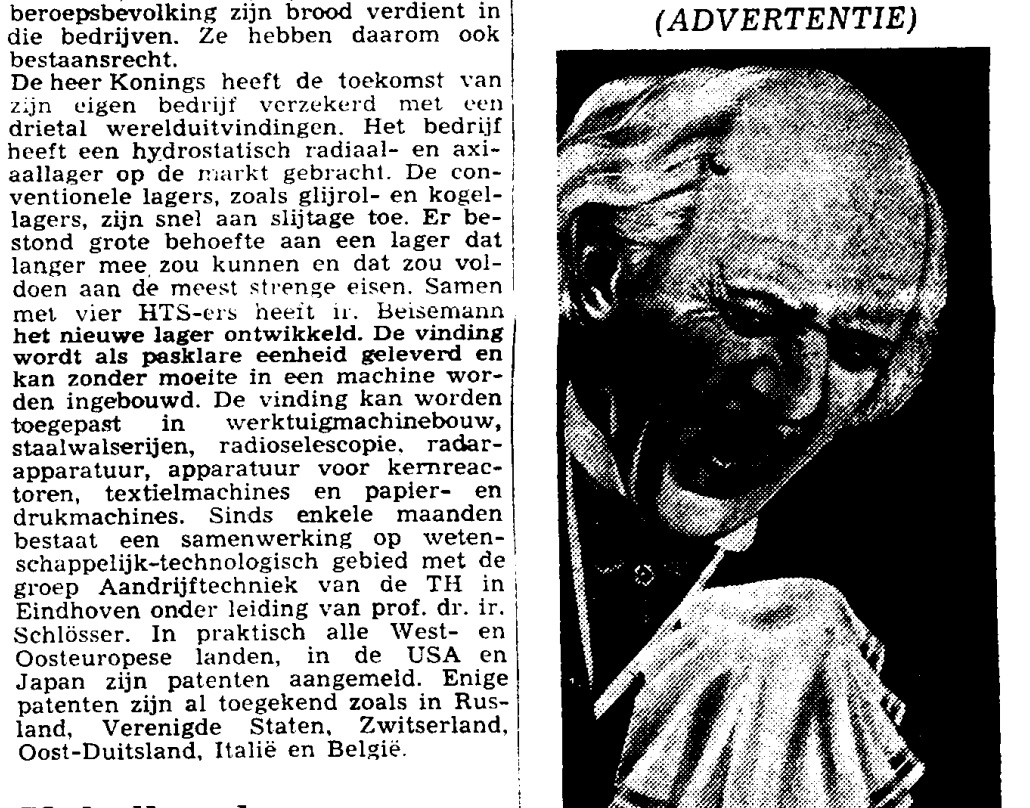 beroepsbevolking zijn brood verdient in
die bedrijven. Ze hebben daarom ook
bestaansrecht.
De heer Konings heeft de toekomst van
zijn eigen bedrijf verzekerd met een
drietal werelduitvindingen. Het bedrijf
heeft een hydrostatisch radiaal- en axi-
aallager op de markt gebracht. De con-
ventionele lagers, zoals glijrol- en kogel-
lagers, zijn snel aan slijtage toe. Er be-
stond grote behoefte aan een lager dat
langer mee zou kunnen en dat zou vol-
doen aan de meest strenge eisen. Samen
met vier HTS-ers heeft ir. Beisemann
het nieuwe lager ontwikkeld. De vinding
wordt als pasklare eenheid geleverd en
kan zonder moeite in een machine wor-
den ingebouwd. De vinding kan worden
toegepast in werktuigmachinebouw,
staalwalserijen, radioselescopie, radar-
apparatuur, apparatuur voor kernreac-
toren, textielmachines en papier- en
drukmachines. Sinds enkele maanden
bestaat een samenwerking op weten-
schappelijk-technologisch gebied met de
groep Aandrijftechniek van de TH in
Eindhoven onder leiding van prof. dr. ir.
Schlösser. In praktisch alle West- en
Oosteuropese landen, in de USA en
Japan zijn patenten aangemeld. Enige
patenten zijn al toegekend zoals in Rus-
land, Verenigde Staten, Zwitserland,
Oost-Duitsland, Italië en België.
(ADVERTENTIE)